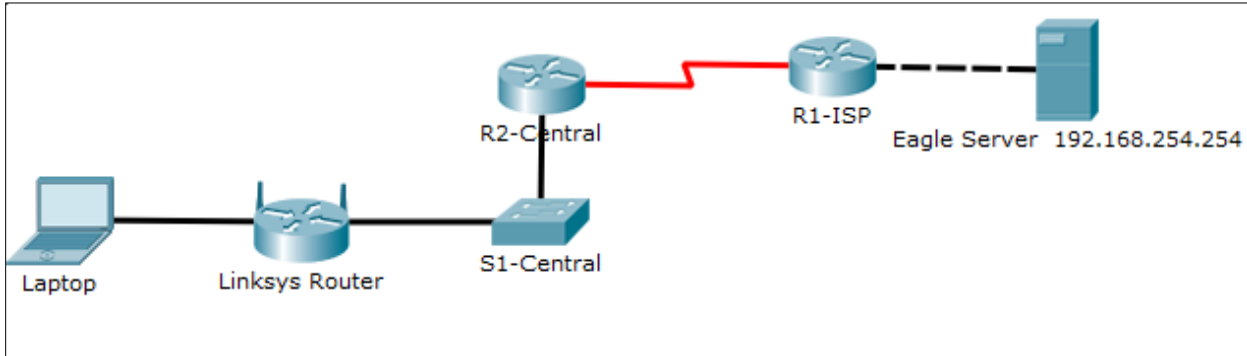 R2-Central
R1-ISP
Eagle Server 192.168.254.254
Laptop
Linksys Router
S1-Central